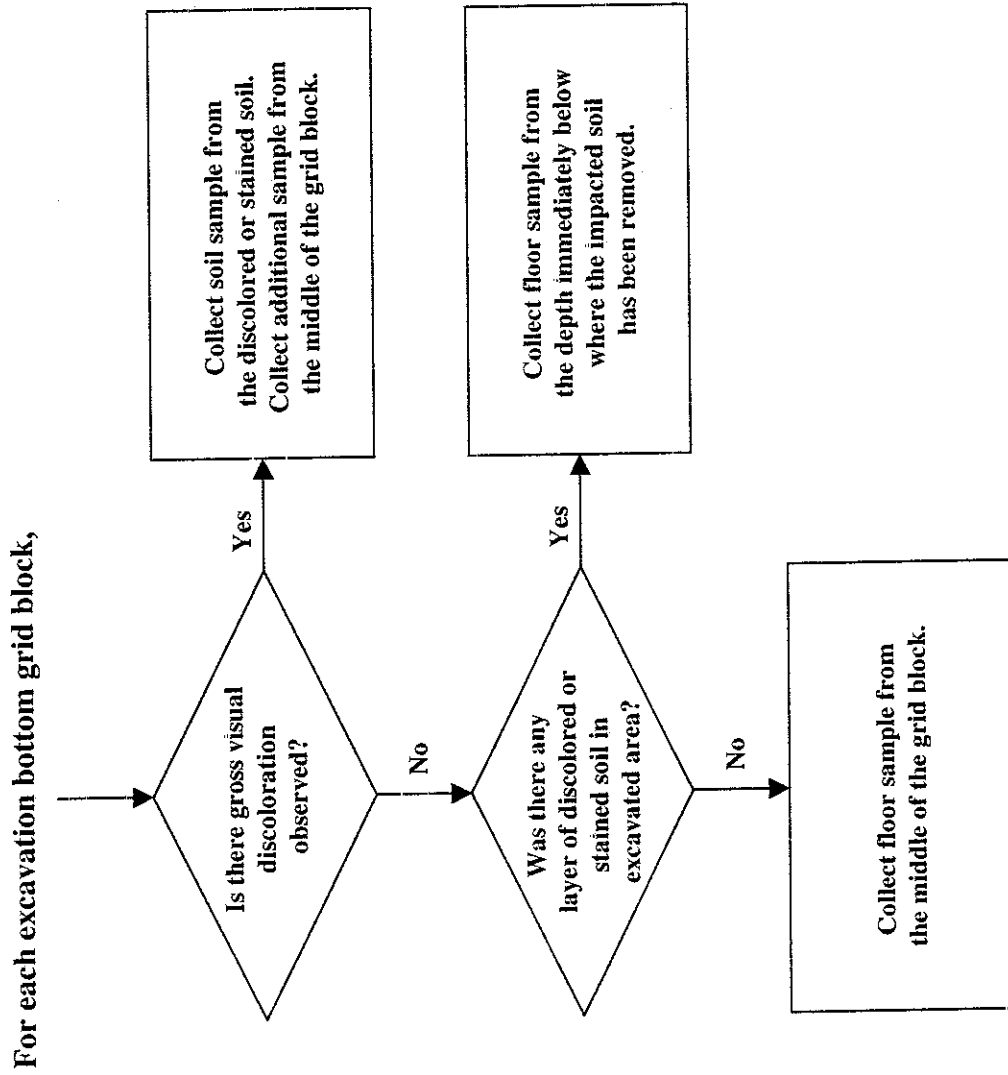 For each excavation bottom grid block,
Is there gross visual
discoloration
observed?
Yes
Collect soil sample from
the discolored or stained soil.
Collect additional sample from
the middle of the grid block.
No
Was there any
layer of discolored or
stained soil in
excavated area?
Yes
Collect floor sample from
the depth immediately below
where the impacted soil
has been removed.
No
Collect floor sample from
the middle of the grid block.